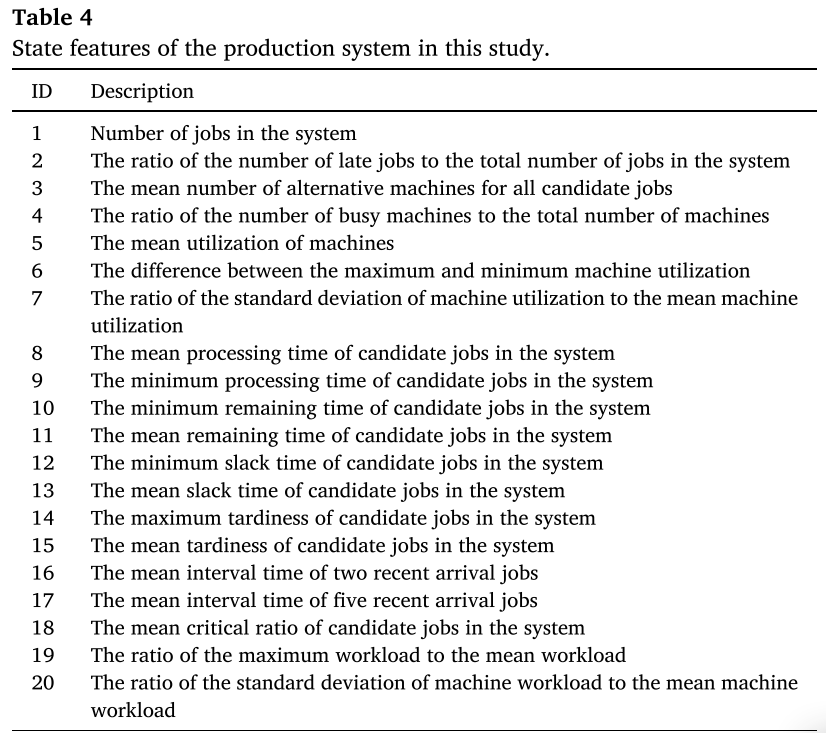 Table 4
State features of the production system in this study.
ID Description
1 Number of jobs in the system
2 The ratio of the number of late jobs to the total number of jobs in the system
3 The mean number of alternative machines for all candidate jobs
4 The ratio of the number of busy machines to the total number of machines
5 The mean utilization of machines
6 The difference between the maximum and minimum machine utilization
7 The ratio of the standard deviation of machine utilization to the mean machine
utilization
8 The mean processing time of candidate jobs in the system
9 The minimum processing time of candidate jobs in the system
10 The minimum remaining time of candidate jobs in the system
11 The mean remaining time of candidate jobs in the system
12 The minimum slack time of candidate jobs in the system
13 The mean slack time of candidate jobs in the system
14 The maximum tardiness of candidate jobs in the system
15 The mean tardiness of candidate jobs in the system
16 The mean interval time of two recent arrival jobs
17 The mean interval time of five recent arrival jobs
18 The mean critical ratio of candidate jobs in the system
19 The ratio of the maximum workload to the mean workload
20 The ratio of the standard deviation of machine workload to the mean machine
workload